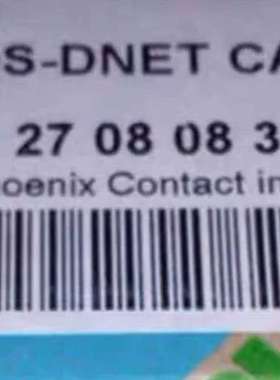 S-DNET CA
27 08 08 3
oenix Contact in